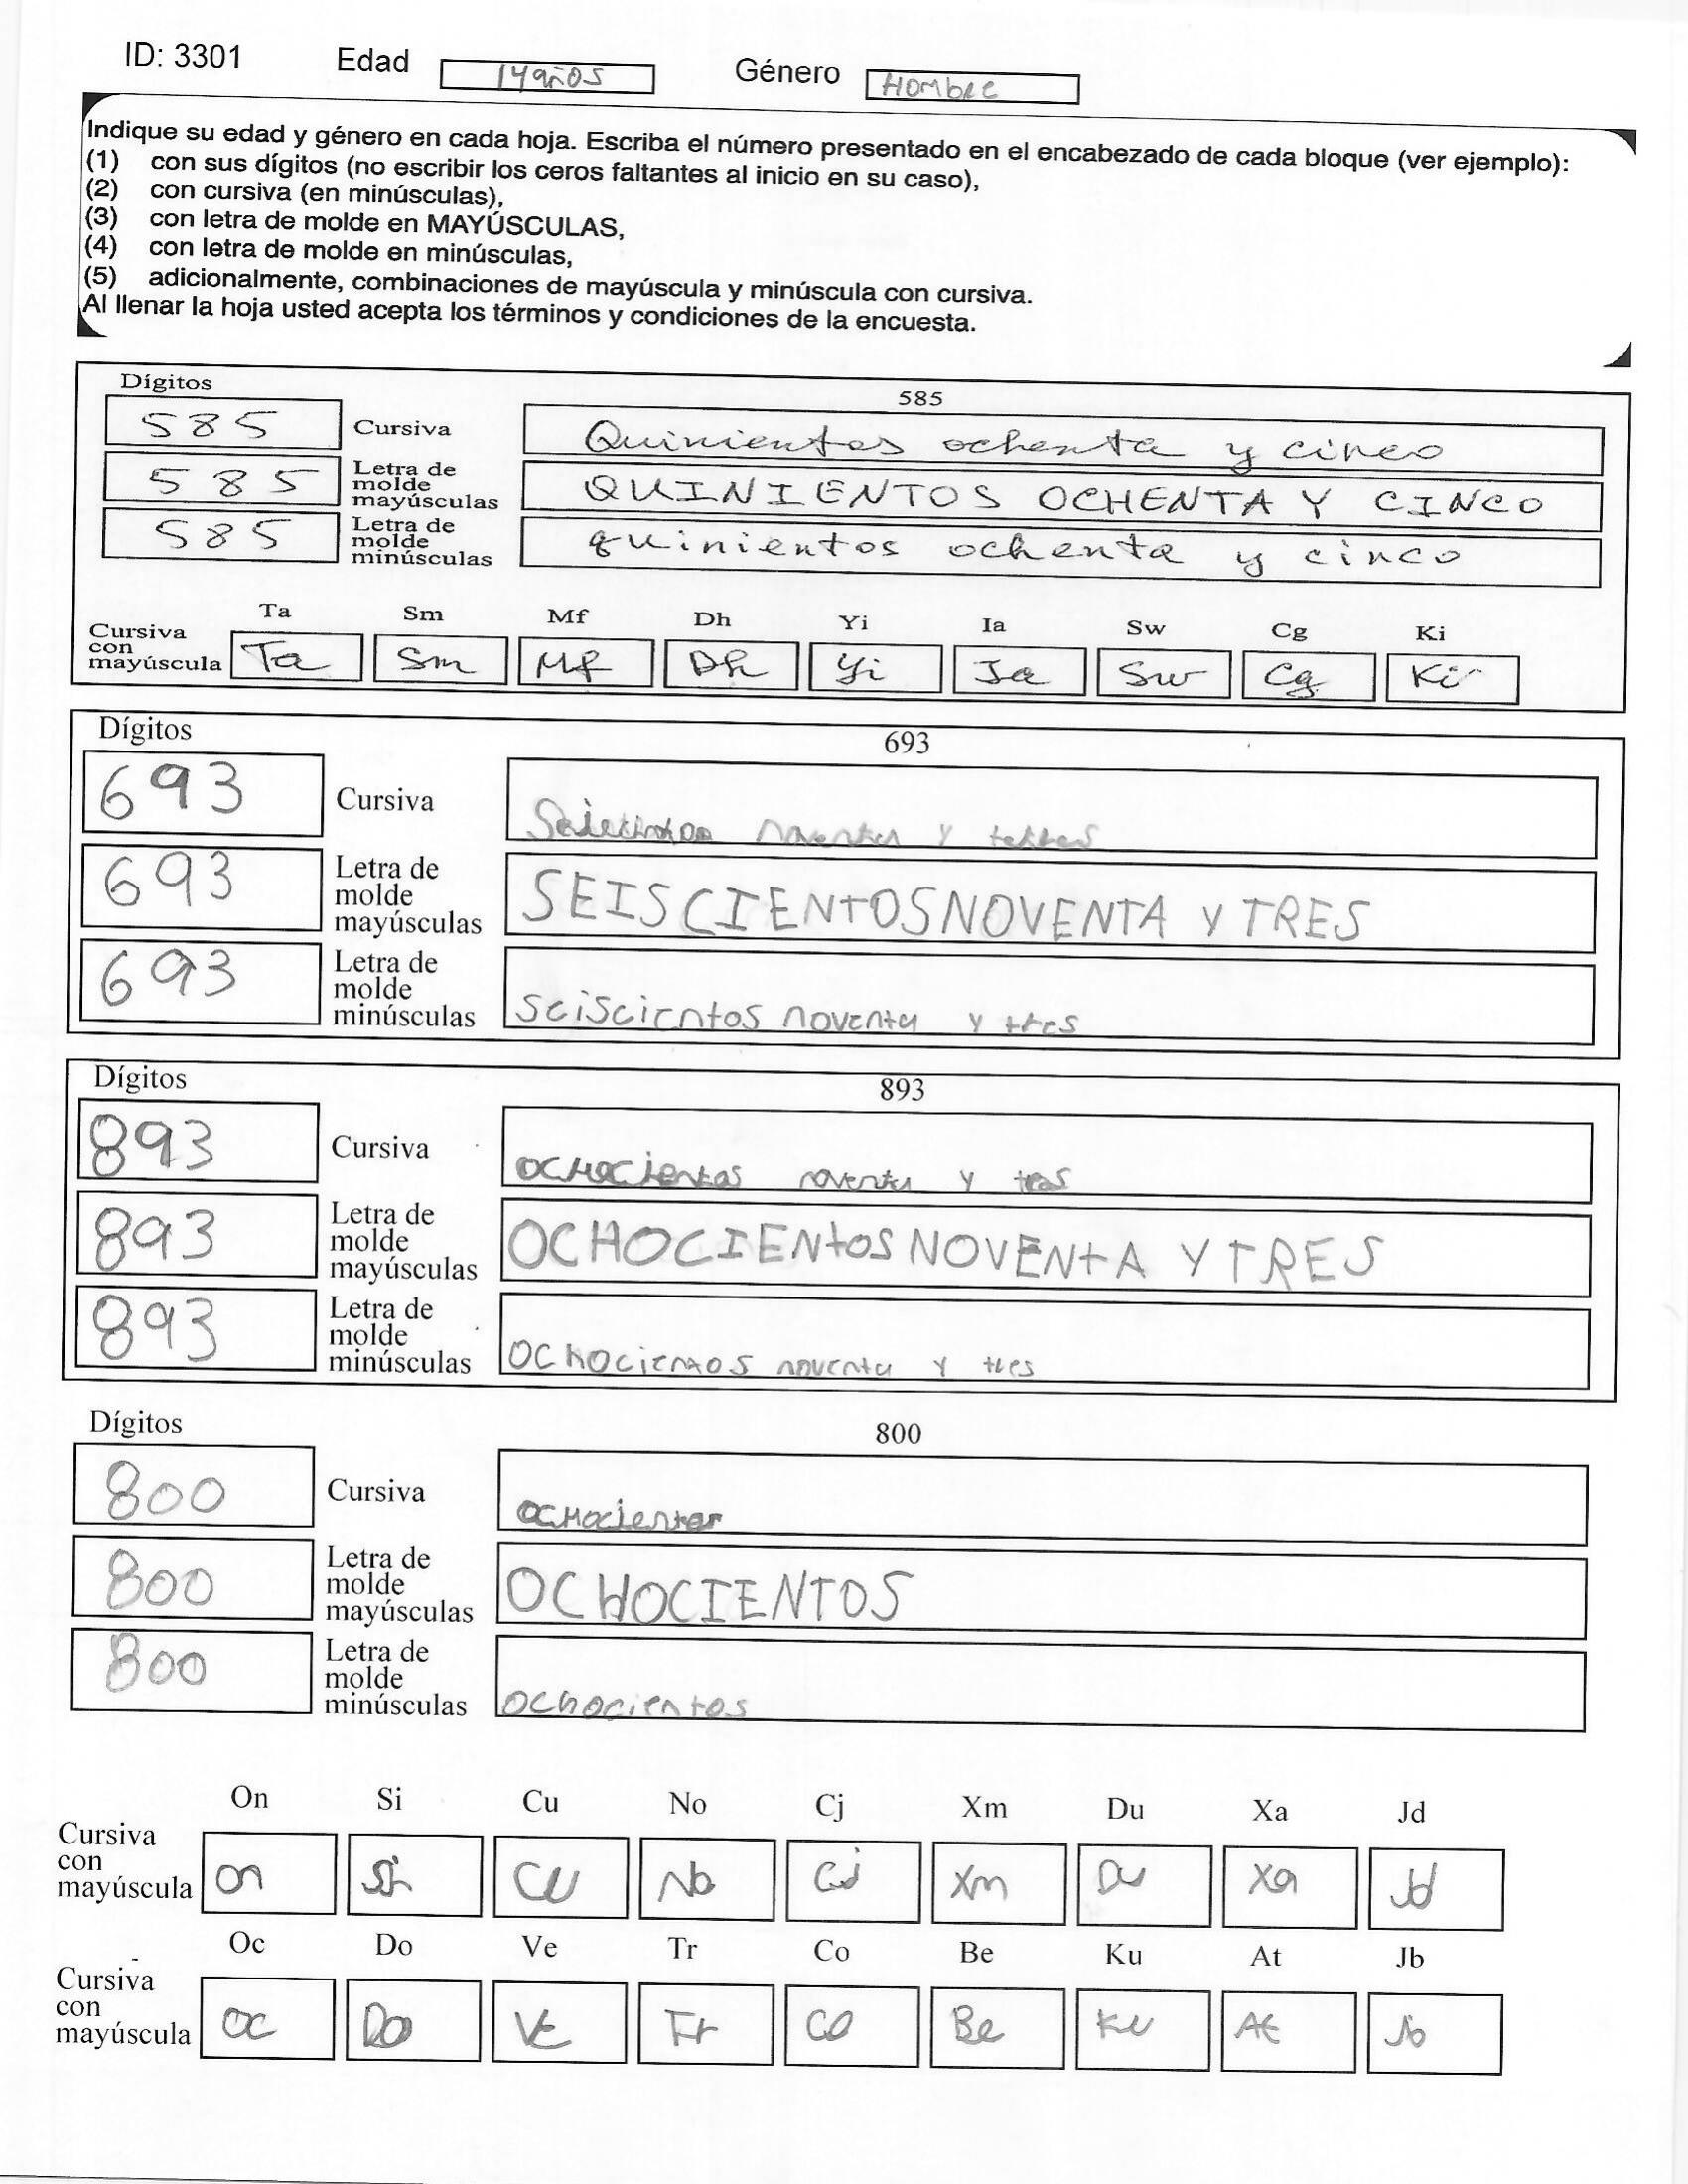 ID: 3301 Edad 14 años Género Hombre
Indique su edad y género en cada hoja. Escriba el número presentado en el encabezado de cada bloque (ver ejemplo):
(1) con sus dígitos (no escribir los ceros faltantes al inicio en su caso),
(2) con cursiva (en minúsculas),
(3) con letra de molde en MAYÚSCULAS,
(4) con letra de molde en minúsculas,
(5) adicionalmente, combinaciones de mayúscula y minúscula con cursiva.
Al llenar la hoja usted acepta los términos y condiciones de la encuesta.
Dígitos 585
585 Cursiva Quinientos ochenta y cinco
585 Letra de molde mayúsculas QUINIENTOS OCHENTA Y CINCO
585 Letra de molde minúsculas quinientos ochenta y cinco
Ta Sm Mf Dh Yi Ia Sw Cg Ki
Cursiva con mayúscula Ta Sm Mf Dh Yi Ia Sw Cg Ki
Dígitos 693
693 Cursiva noventa y
693 Letra de molde mayúsculas SEISCIENTOS NOVENTA Y TRES
693 Letra de molde minúsculas seiscientos noventa y tres
Dígitos 893
893 Cursiva ochocientos noventa y tres
893 Letra de molde mayúsculas OCHOCIENtOS NOVENtA Y TRES
893 Letra de molde minúsculas ochocientos noventa y tres
Dígitos 800
800 Cursiva ochocientos
800 Letra de molde mayúsculas OCHOCIENTOS
800 Letra de molde minúsculas ochocientos
On Si Cu No Cj Xm Du Xa Jd
Cursiva con mayúscula On Si Cu No Cj Xm Du Xa Jd
Oc Do Ve Tr Co Be Ku At Jb
Cursiva con mayúscula Oc Do Ve Tr Co Be Ku At Jb